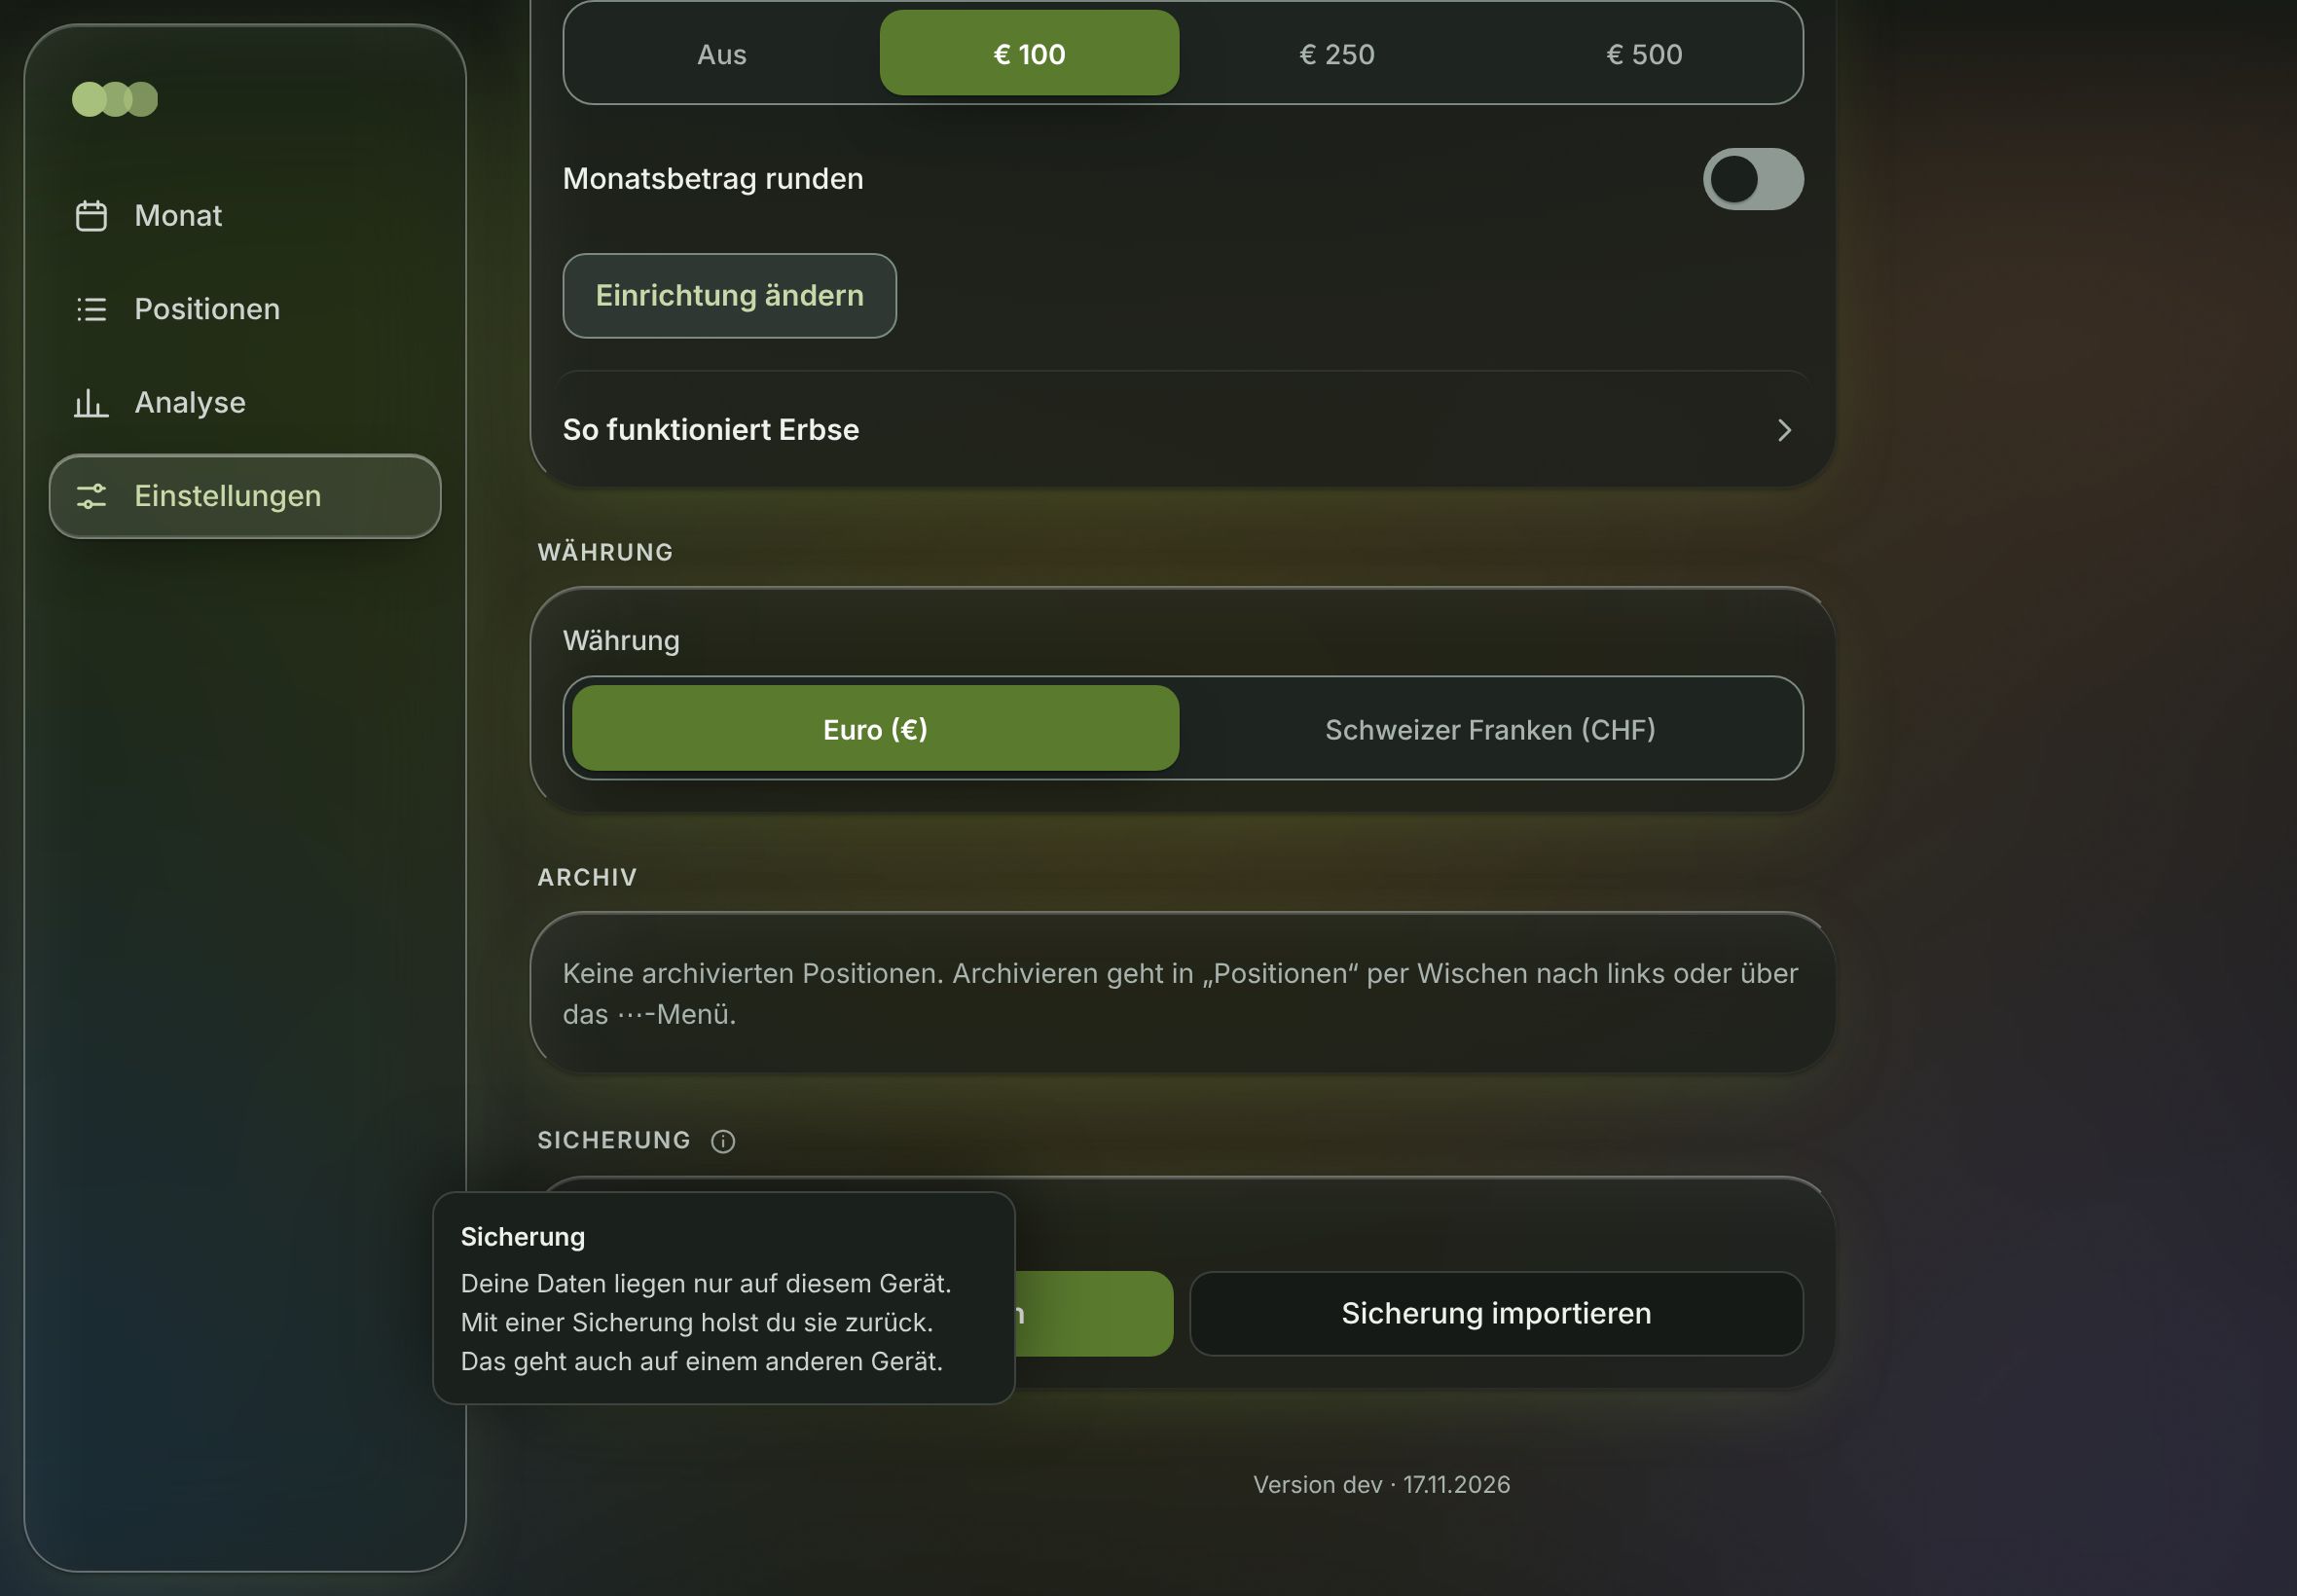 Monat
Positionen
Analyse
Einstellungen
Aus
€ 100
€ 250
€ 500
Monatsbetrag runden
Einrichtung ändern
So funktioniert Erbse
WÄHRUNG
Währung
Euro (€)
Schweizer Franken (CHF)
ARCHIV
Keine archivierten Positionen. Archivieren geht in „Positionen“ per Wischen nach links oder über
das ···-Menü.
SICHERUNG
Sicherung
Deine Daten liegen nur auf diesem Gerät.
Mit einer Sicherung holst du sie zurück.
Das geht auch auf einem anderen Gerät.
Sicherung importieren
Version dev · 17.11.2026